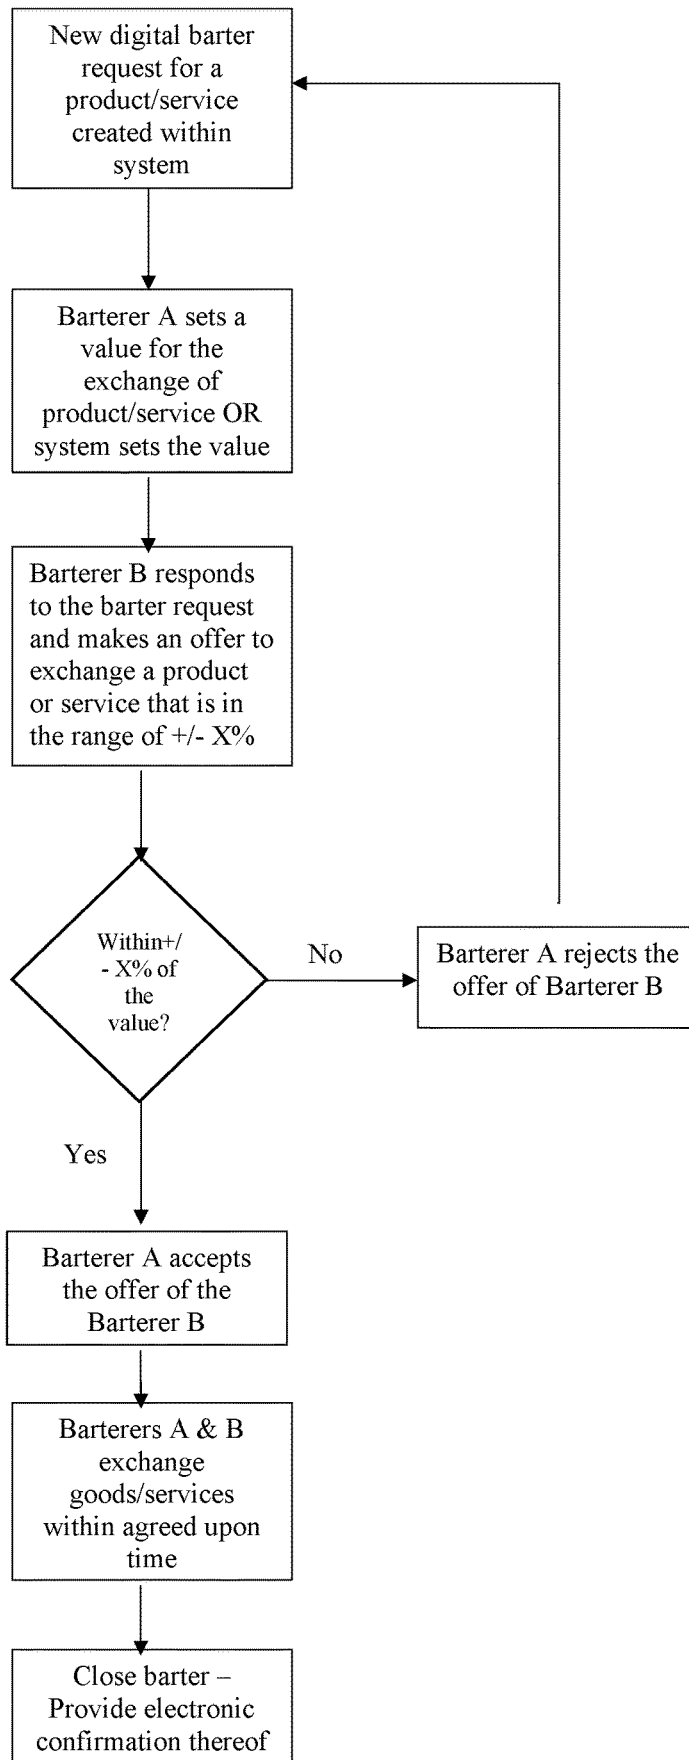 New digital barter
request for a
product/service
created within
system
Barterer A sets a
value for the
exchange of
product/service OR
system sets the value
Barterer B responds
to the barter request
and makes an offer to
exchange a product
or service that is in
the range of +/- X%
Within+/
- X% of
the
value?
No
Barterer A rejects the
offer of Barterer B
Yes
Barterer A accepts
the offer of the
Barterer B
Barterers A & B
exchange
goods/services
within agreed upon
time
Close barter –
Provide electronic
confirmation thereof